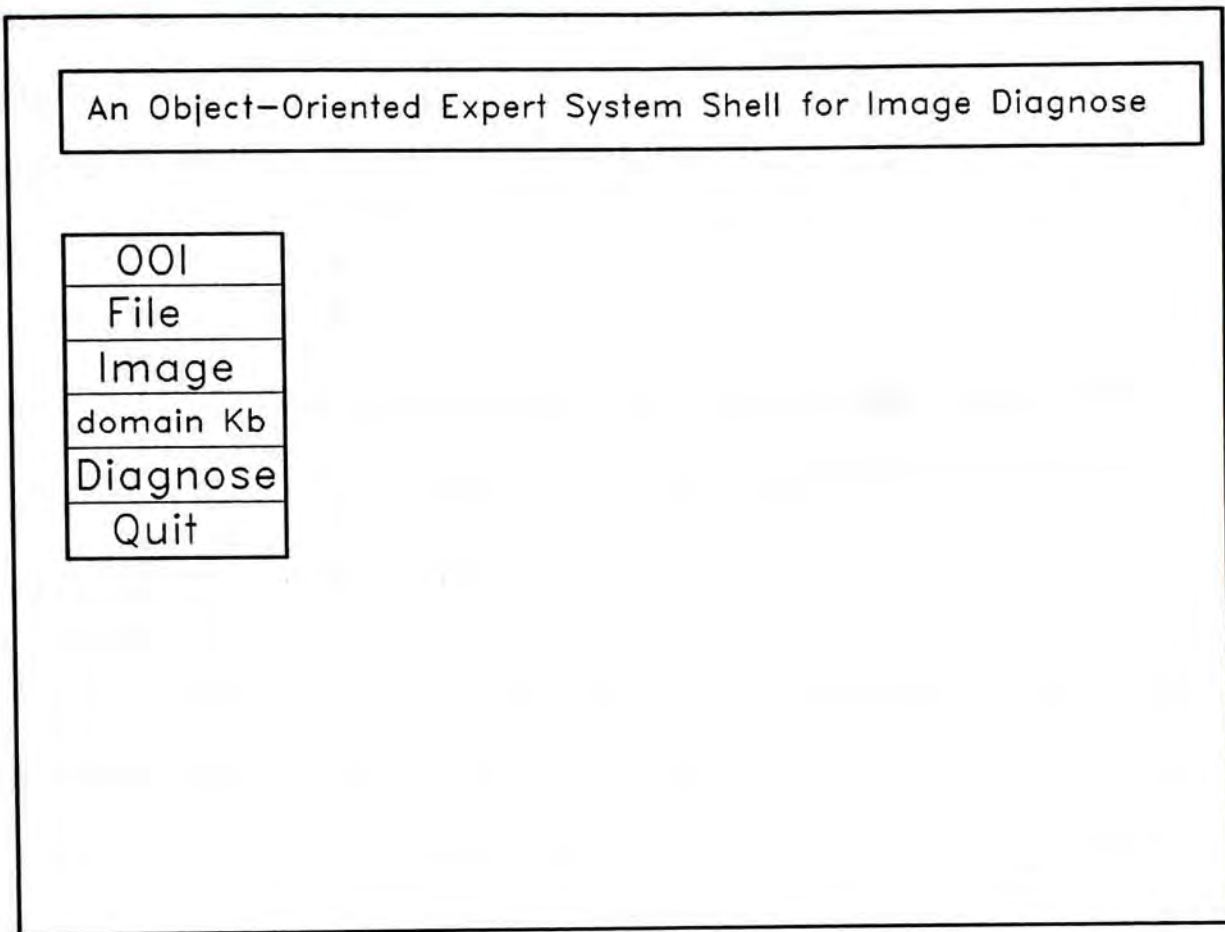 An Object-Oriented Expert System Shell for Image Diagnose
OOI
File
Image
domain Kb
Diagnose
Quit